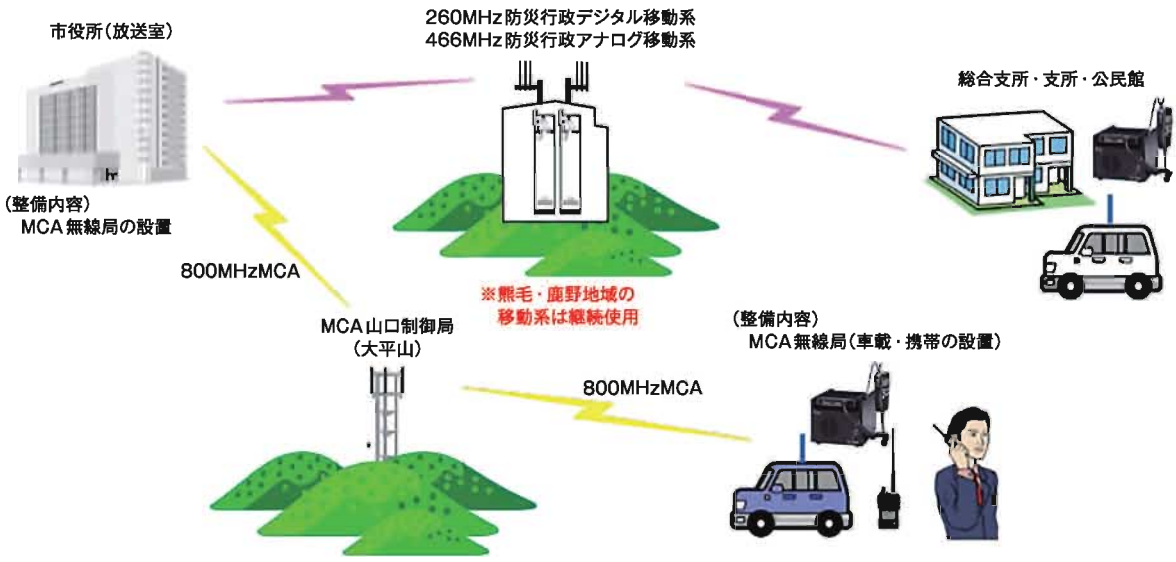 市役所(放送室)
260MHz防災行政デジタル移動系
466MHz防災行政アナログ移動系
総合支所・支所・公民館
(整備内容)
MCA無線局の設置
800MHzMCA
※熊毛・鹿野地域の
移動系は継続使用
MCA山口制御局
(大平山)
(整備内容)
MCA無線局(車載・携帯の設置)
800MHzMCA